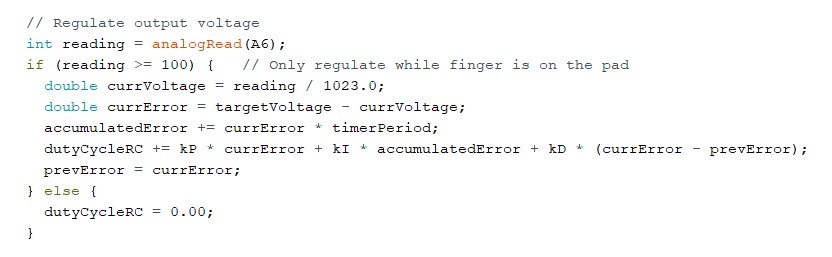 // Regulate output voltage
int reading = analogRead(A6);
if (reading >= 100) {   // Only regulate while finger is on the pad
  double currVoltage = reading / 1023.0;
  double currError = targetVoltage - currVoltage;
  accumulatedError += currError * timerPeriod;
  dutyCycleRC += kP * currError + kI * accumulatedError + kD * (currError - prevError);
  prevError = currError;
} else {
  dutyCycleRC = 0.00;
}